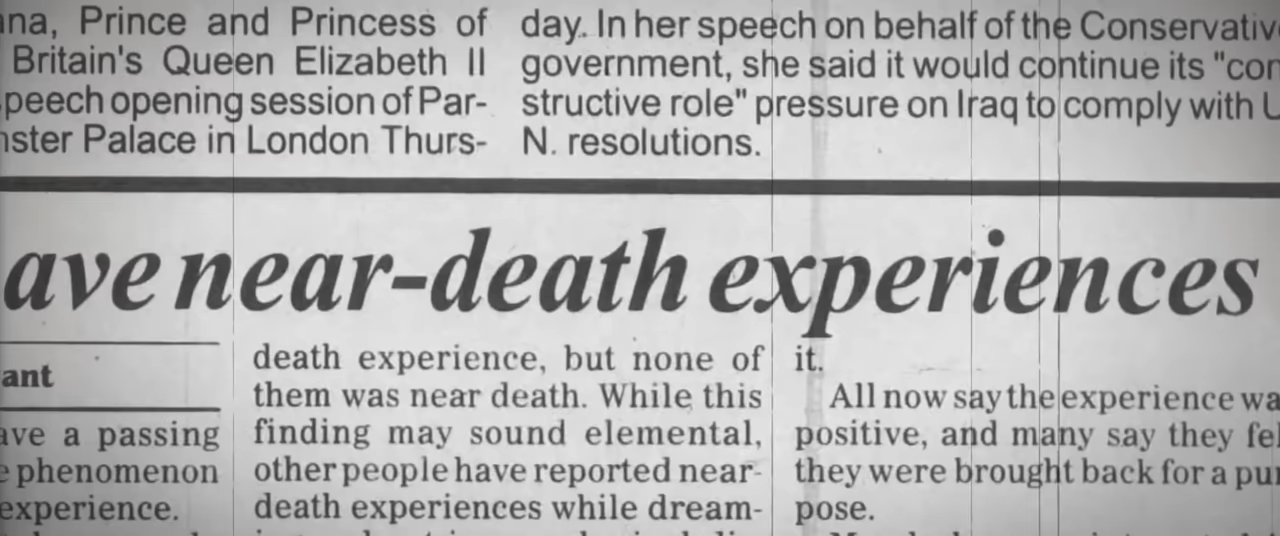 na, Prince and Princess of
Britain's Queen Elizabeth II
peech opening session of Par-
ster Palace in London Thurs-
day. In her speech on behalf of the Conservativ
government, she said it would continue its "con
structive role" pressure on Iraq to comply with U
N. resolutions.
ave near-death experiences
ant
ave a passing
e phenomenon
experience.
death experience, but none of
them was near death. While this
finding may sound elemental,
other people have reported near-
death experiences while dream-
it.
All now say the experience wa
positive, and many say they fel
they were brought back for a pur
pose.